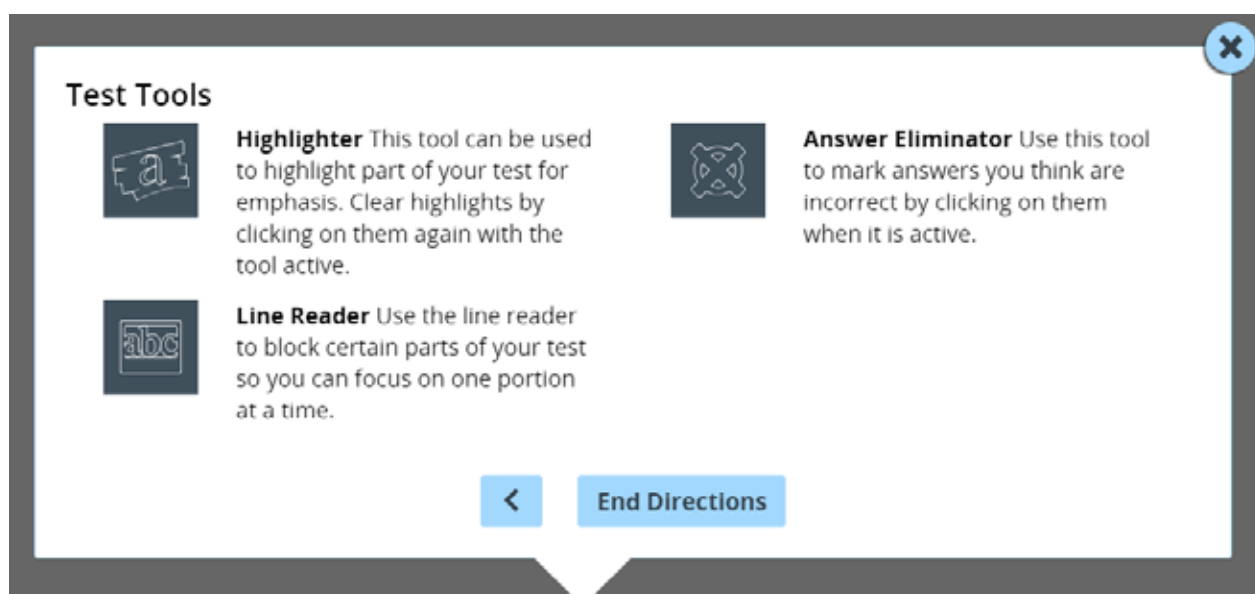 Test Tools
a
Highlighter This tool can be used
to highlight part of your test for
emphasis. Clear highlights by
clicking on them again with the
tool active.
abc
Line Reader Use the line reader
to block certain parts of your test
so you can focus on one portion
at a time.
Answer Eliminator Use this tool
to mark answers you think are
incorrect by clicking on them
when it is active.
End Directions